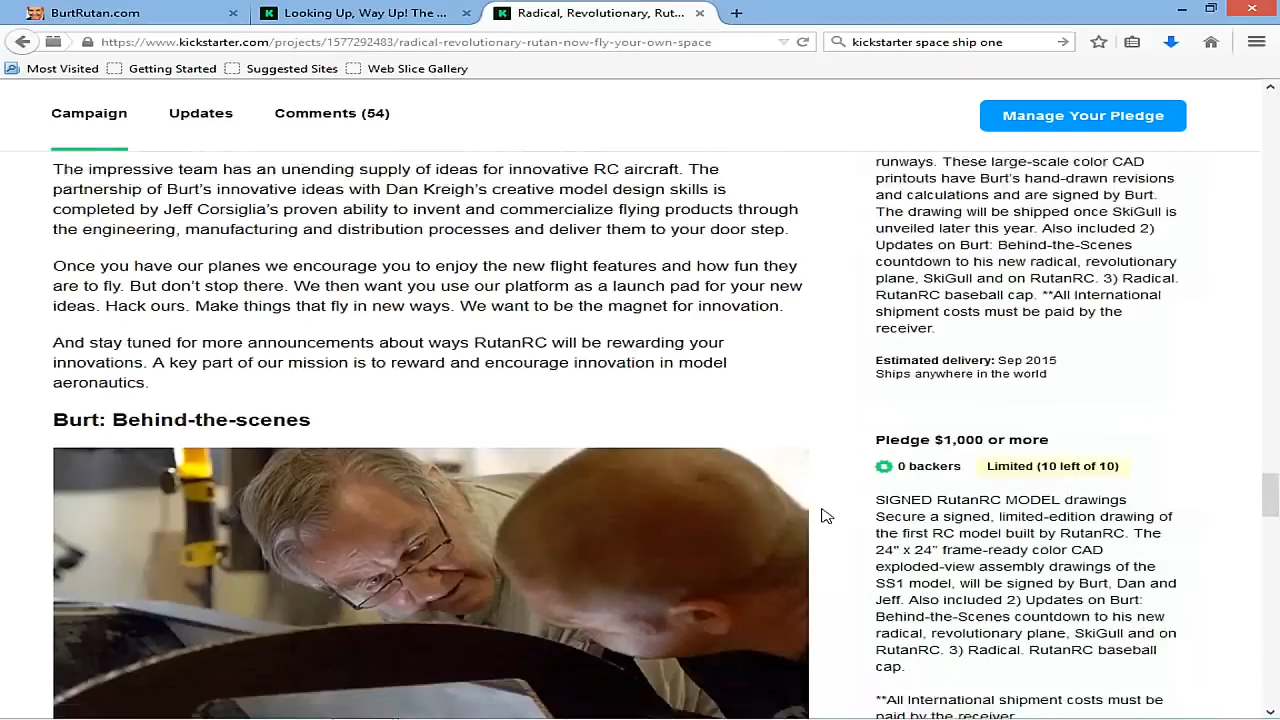 BurtRutan.com
Looking Up, Way Up! The ...
Radical, Revolutionary, Rut...
https://www.kickstarter.com/projects/1577292483/radical-revolutionary-rutan-now-fly-your-own-space
kickstarter space ship one
Most Visited
Getting Started
Suggested Sites
Web Slice Gallery
Campaign
Updates
Comments (54)
Manage Your Pledge
The impressive team has an unending supply of ideas for innovative RC aircraft. The
partnership of Burt's innovative ideas with Dan Kreigh's creative model design skills is
completed by Jeff Corsiglia's proven ability to invent and commercialize flying products through
the engineering, manufacturing and distribution processes and deliver them to your door step.
Once you have our planes we encourage you to enjoy the new flight features and how fun they
are to fly. But don't stop there. We then want you use our platform as a launch pad for your new
ideas. Hack ours. Make things that fly in new ways. We want to be the magnet for innovation.
And stay tuned for more announcements about ways RutanRC will be rewarding your
innovations. A key part of our mission is to reward and encourage innovation in model
aeronautics.
Burt: Behind-the-scenes
runways. These large-scale color CAD
printouts have Burt's hand-drawn revisions
and calculations and are signed by Burt.
The drawing will be shipped once SkiGull is
unveiled later this year. Also included 2)
Updates on Burt: Behind-the-Scenes
countdown to his new radical, revolutionary
plane, SkiGull and on RutanRC. 3) Radical.
RutanRC baseball cap. **All International
shipment costs must be paid by the
receiver.
Estimated delivery: Sep 2015
Ships anywhere in the world
Pledge $1,000 or more
0 backers
Limited (10 left of 10)
SIGNED RutanRC MODEL drawings
Secure a signed, limited-edition drawing of
the first RC model built by RutanRC. The
24" x 24" frame-ready color CAD
exploded-view assembly drawings of the
SS1 model, will be signed by Burt, Dan and
Jeff. Also included 2) Updates on Burt:
Behind-the-Scenes countdown to his new
radical, revolutionary plane, SkiGull and on
RutanRC. 3) Radical. RutanRC baseball
cap.
**All International shipment costs must be
paid by the receiver.